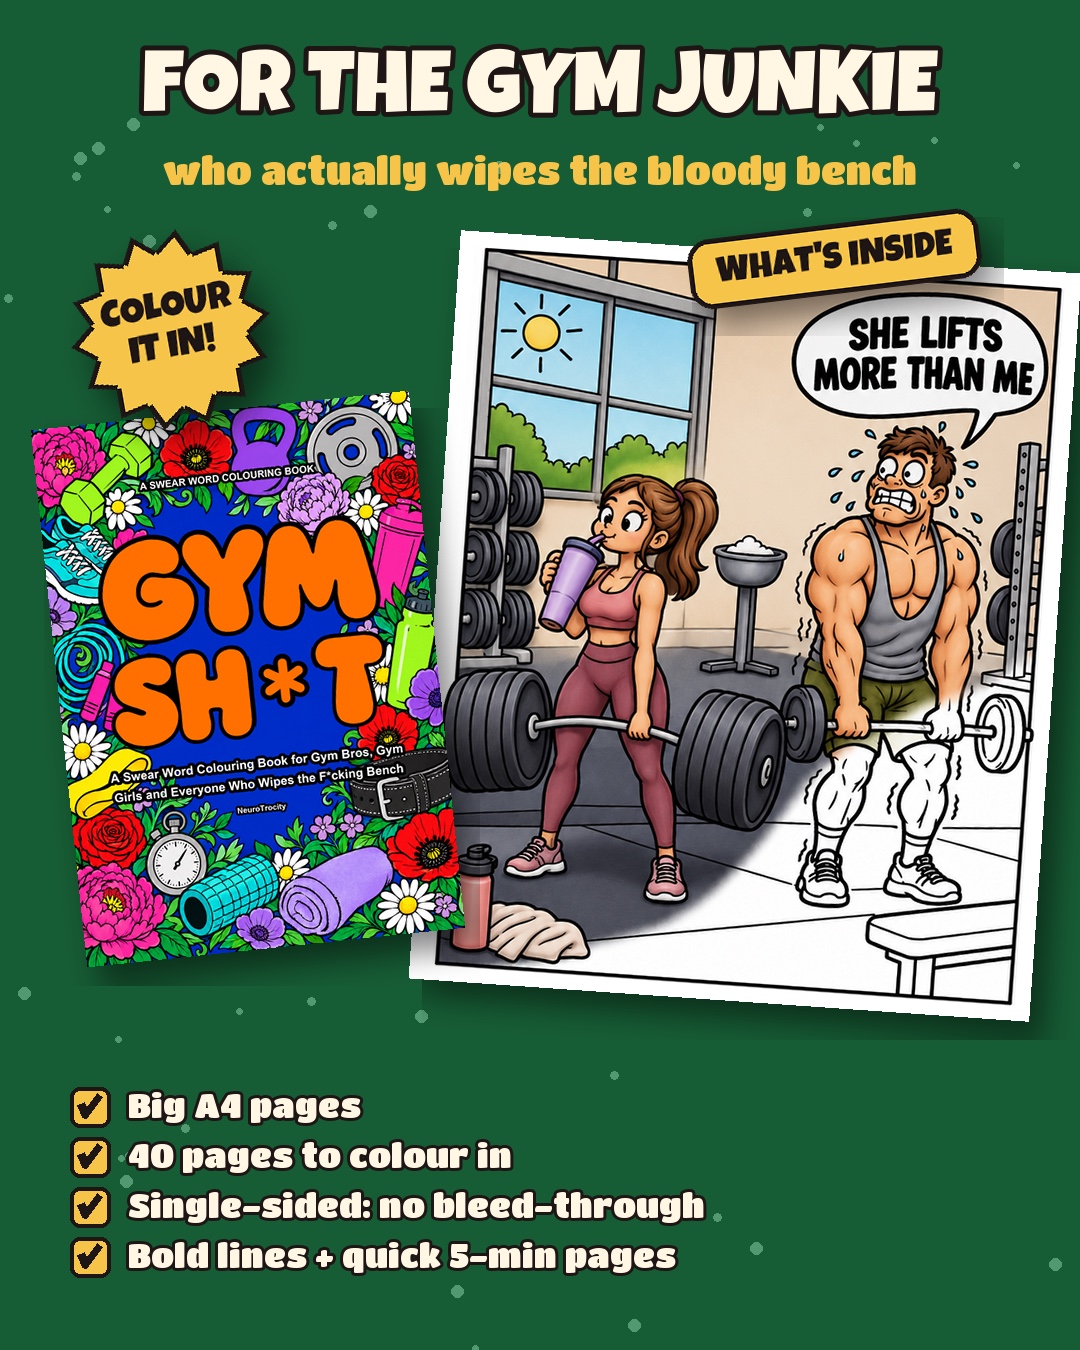 FOR THE GYM JUNKIE
who actually wipes the bloody bench
COLOUR
IT IN!
WHAT'S INSIDE
SHE LIFTS
MORE THAN ME
A SWEAR WORD COLOURING BOOK
GYM
SH*T
A Swear Word Colouring Book for Gym Bros, Gym
Girls and Everyone Who Wipes the F*cking Bench
NeuroTrocity
Big A4 pages
40 pages to colour in
Single-sided: no bleed-through
Bold lines + quick 5-min pages